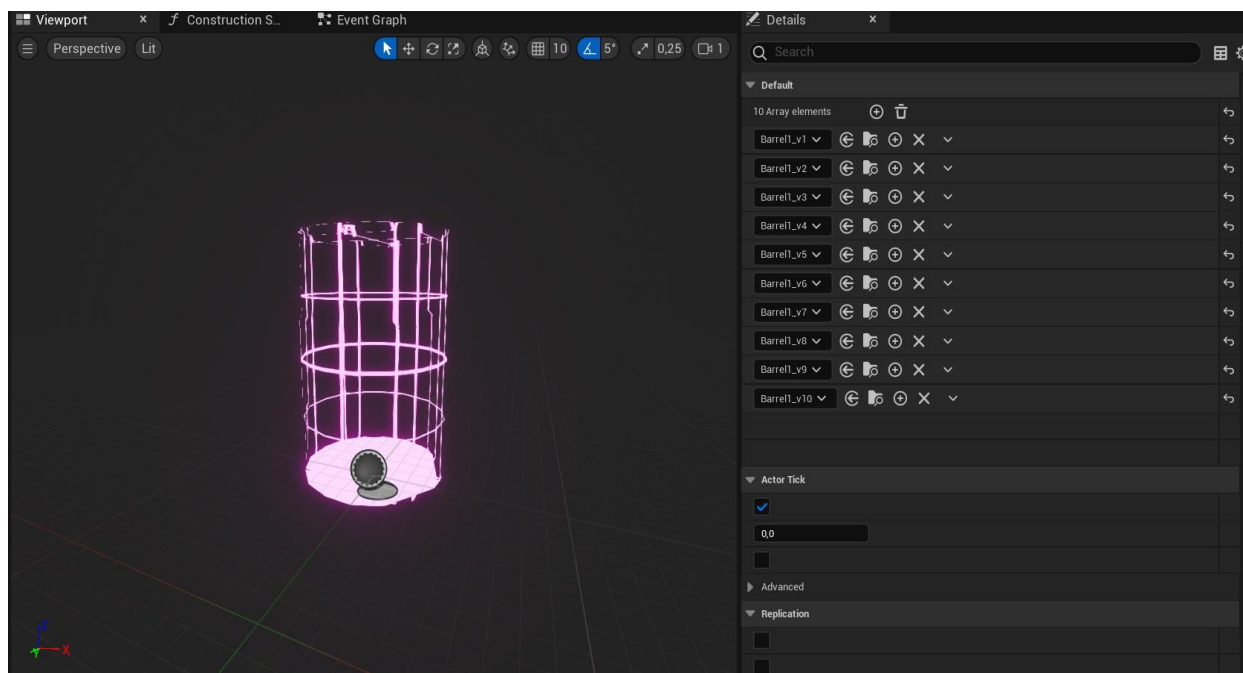 Viewport
Construction S...
Event Graph
Details
Perspective
Lit
10
5°
0,25
1
Search
Default
10 Array elements
Barrel1_v1
Barrel1_v2
Barrel1_v3
Barrel1_v4
Barrel1_v5
Barrel1_v6
Barrel1_v7
Barrel1_v8
Barrel1_v9
Barrel1_v10
Actor Tick
0,0
Advanced
Replication
Z
Y
X